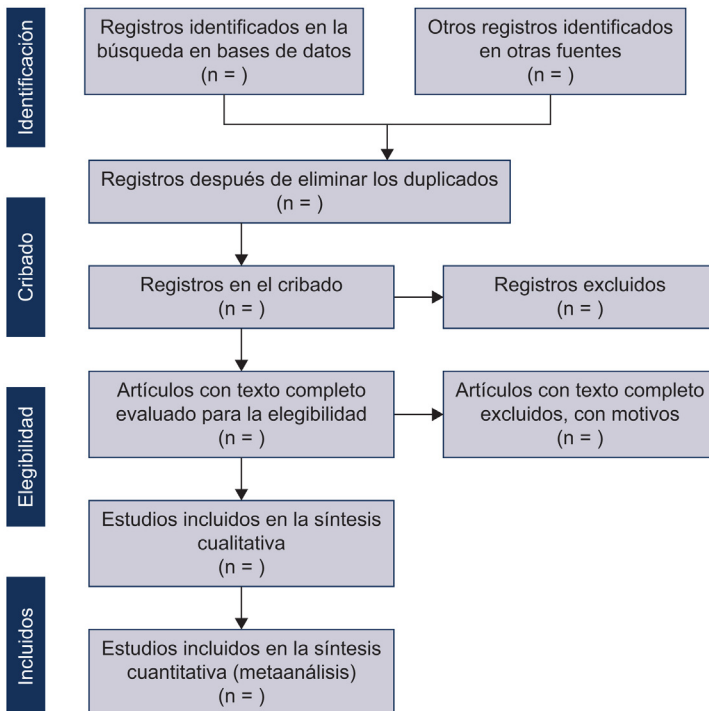 Identificación
Registros identificados en la
búsqueda en bases de datos
(n = )
Otros registros identificados
en otras fuentes
(n = )
Registros después de eliminar los duplicados
(n = )
Cribado
Registros en el cribado
(n = )
Registros excluidos
(n = )
Elegibilidad
Artículos con texto completo
evaluado para la elegibilidad
(n = )
Artículos con texto completo
excluidos, con motivos
(n = )
Estudios incluidos en la síntesis
cualitativa
(n = )
Incluidos
Estudios incluidos en la síntesis
cuantitativa (metaanálisis)
(n = )